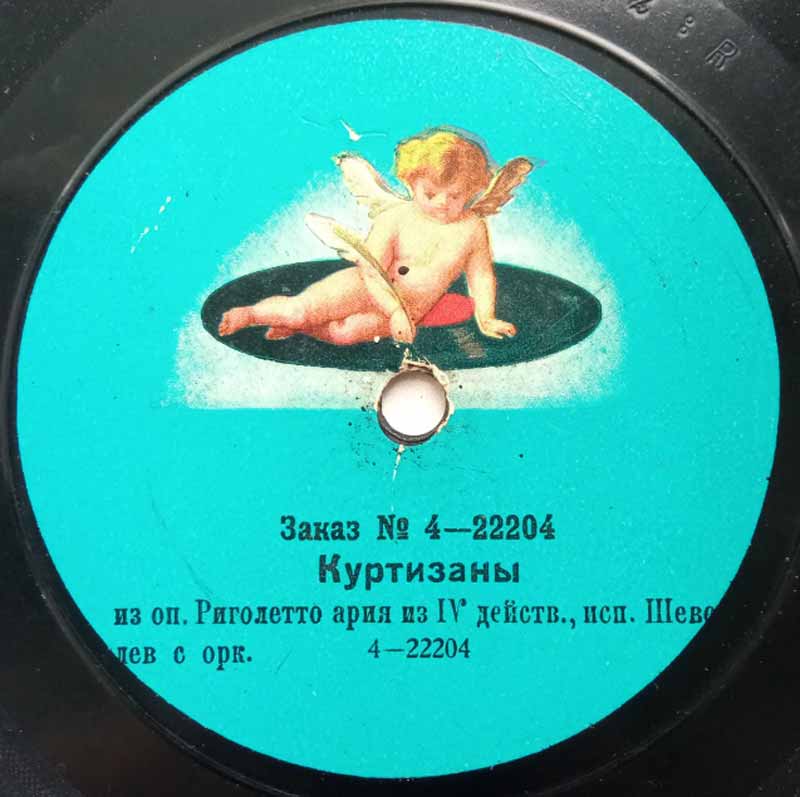 Заказ № 4—22204
Куртизаны
из оп. Риголетто ария из IV действ., исп. Шево
лев с орк. 4—22204